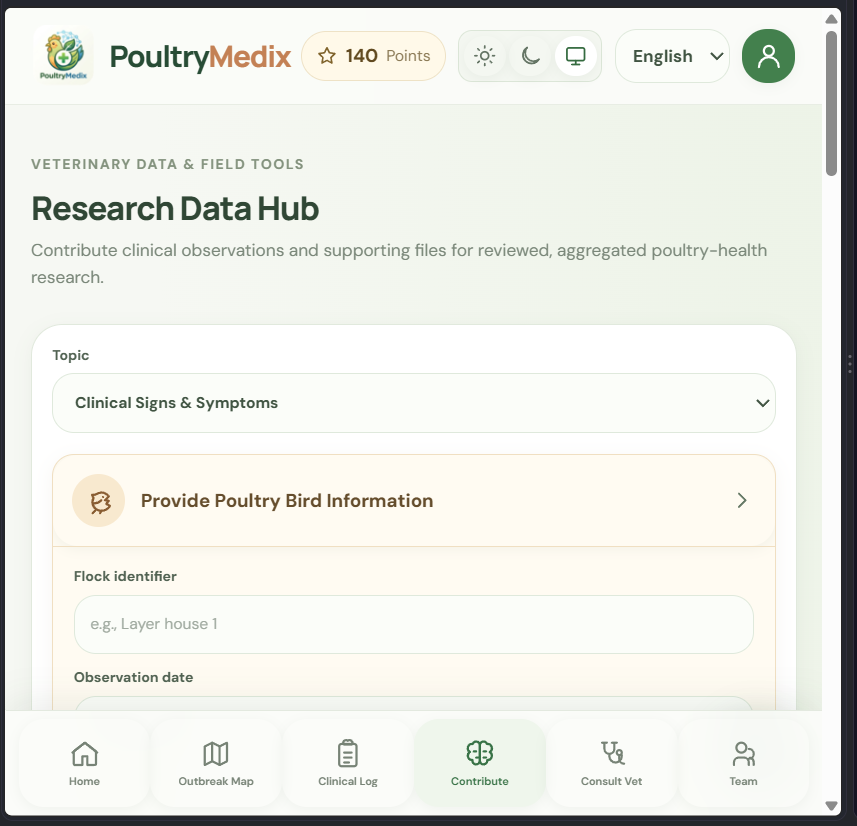 PoultryMedix
PoultryMedix
140 Points
English
VETERINARY DATA & FIELD TOOLS
Research Data Hub
Contribute clinical observations and supporting files for reviewed, aggregated poultry-health
research.
Topic
Clinical Signs & Symptoms
Provide Poultry Bird Information
Flock identifier
e.g., Layer house 1
Observation date
Home
Outbreak Map
Clinical Log
Contribute
Consult Vet
Team